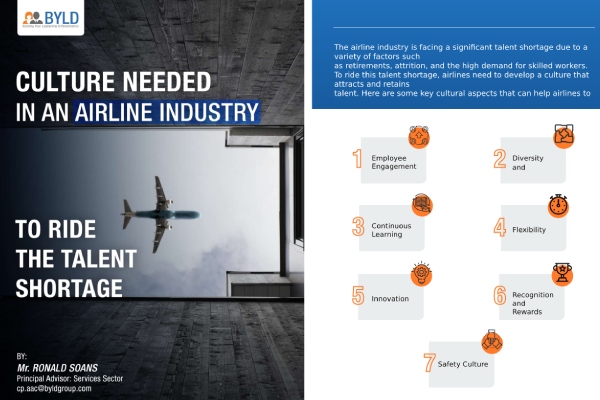 BYLD
CULTURE NEEDED
IN AN AIRLINE INDUSTRY
TO RIDE
THE TALENT
SHORTAGE
BY:
Mr. RONALD SOANS
Principal Advisor: Services Sector
cp.aac@byldgroup.com
The airline industry is facing a significant talent shortage due to a
variety of factors such
as retirements, attrition, and the high demand for skilled workers.
To ride this talent shortage, airlines need to develop a culture that
attracts and retains
talent. Here are some key cultural aspects that can help airlines to
1 Employee
Engagement
2 Diversity
and
3 Continuous
Learning
4 Flexibility
5 Innovation
6 Recognition
and
Rewards
7 Safety Culture